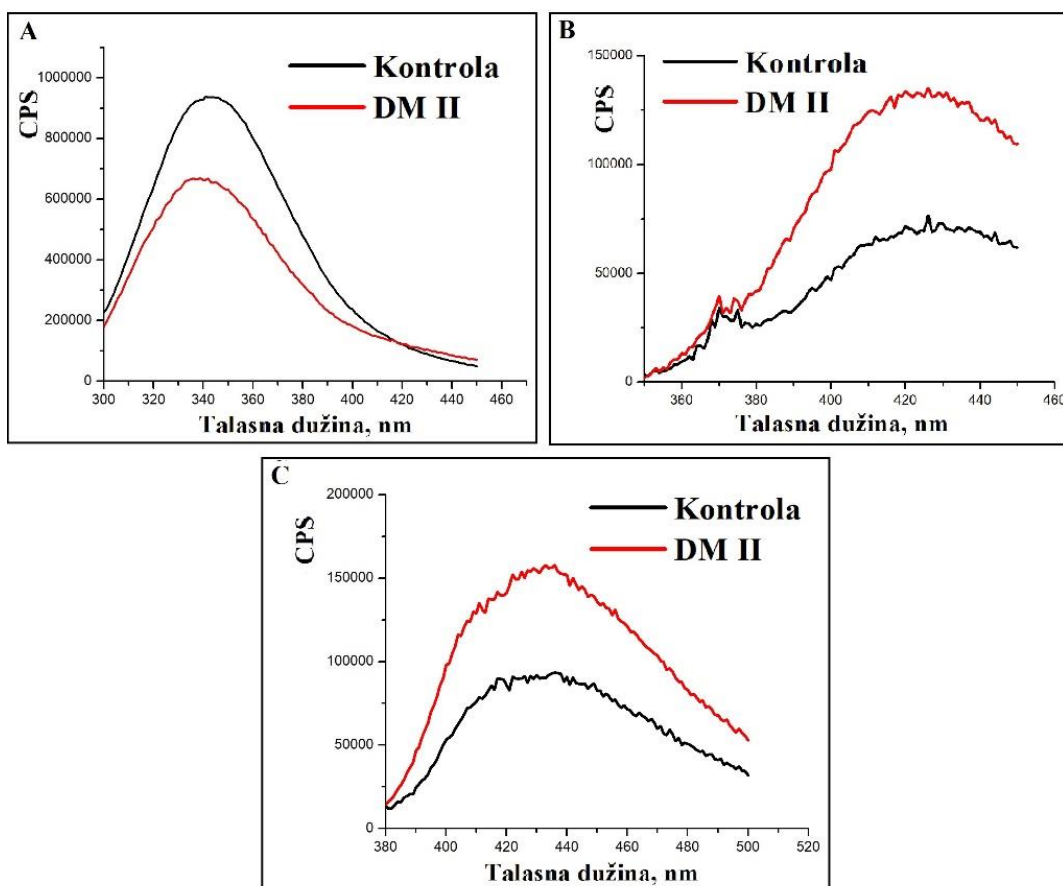 A
Kontrola
DM II
CPS
1000000
800000
600000
400000
200000
0
300 320 340 360 380 400 420 440 460
Talasna dužina, nm
B
Kontrola
DM II
CPS
150000
100000
50000
0
360 380 400 420 440 460
Talasna dužina, nm
C
Kontrola
DM II
CPS
200000
150000
100000
50000
0
380 400 420 440 460 480 500 520
Talasna dužina, nm